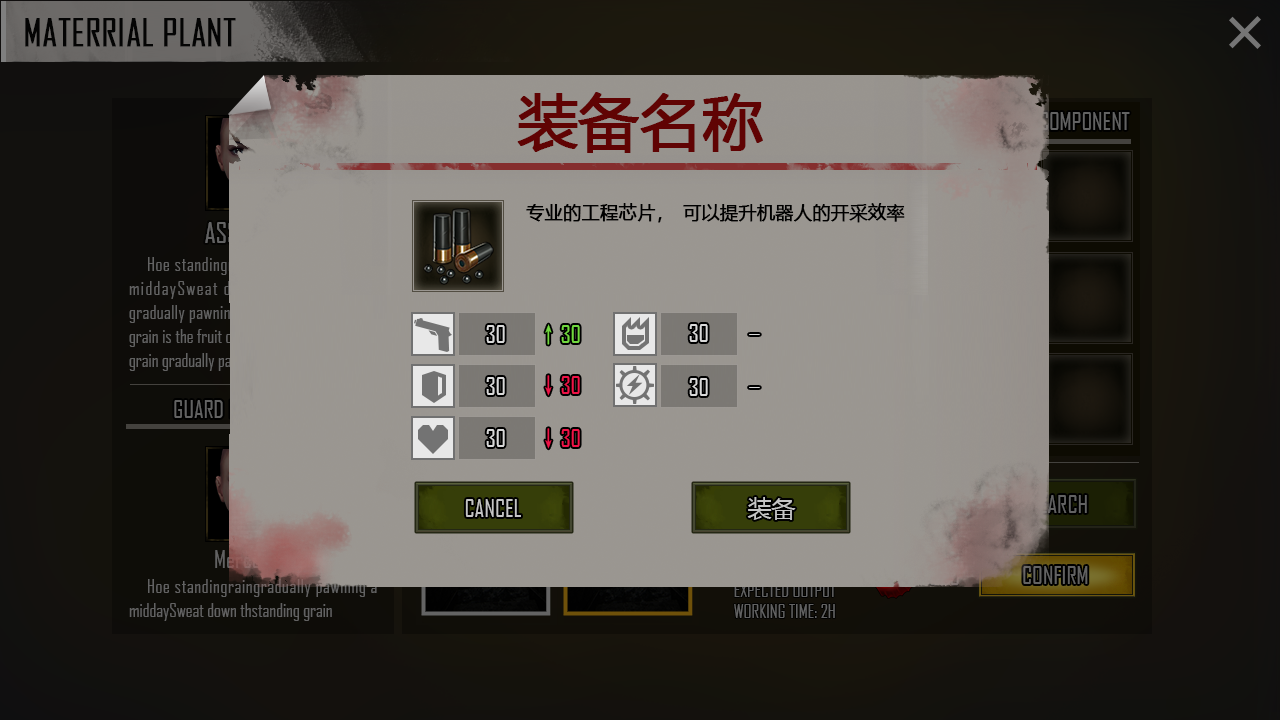 MATERRIAL PLANT
装备名称
OMPONENT
专业的工程芯片， 可以提升机器人的开采效率
AS
Hoe standing
middaySweat
gradually pawnin
grain is the fruit
grain gradually pa
30 ↑30 30 –
30 ↓30 30 –
30 ↓30
GUARD
CANCEL
装备
ARCH
CONFIRM
Hoe standingraingradually pawning a
middaySweat down thstanding grain
EXPECTED OUTPUT
WORKING TIME: 2H